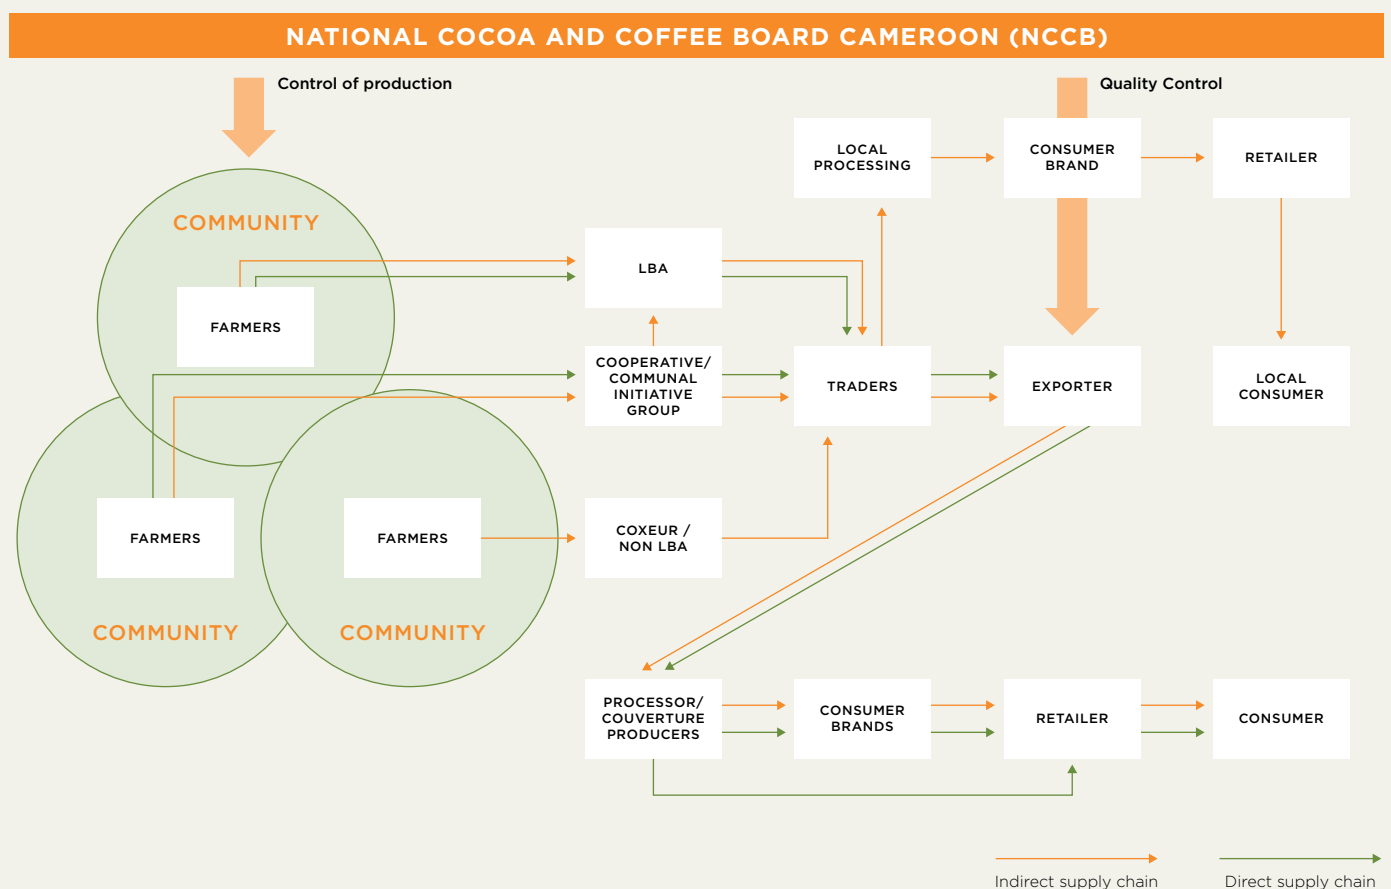 NATIONAL COCOA AND COFFEE BOARD CAMEROON (NCCB)
Control of production
Quality Control
LOCAL
PROCESSING
CONSUMER
BRAND
RETAILER
COMMUNITY
LBA
FARMERS
COOPERATIVE/
COMMUNAL
INITIATIVE
GROUP
TRADERS
EXPORTER
LOCAL
CONSUMER
FARMERS
FARMERS
COXEUR /
NON LBA
COMMUNITY
COMMUNITY
PROCESSOR/
COUVERTURE
PRODUCERS
CONSUMER
BRANDS
RETAILER
CONSUMER
Indirect supply chain
Direct supply chain